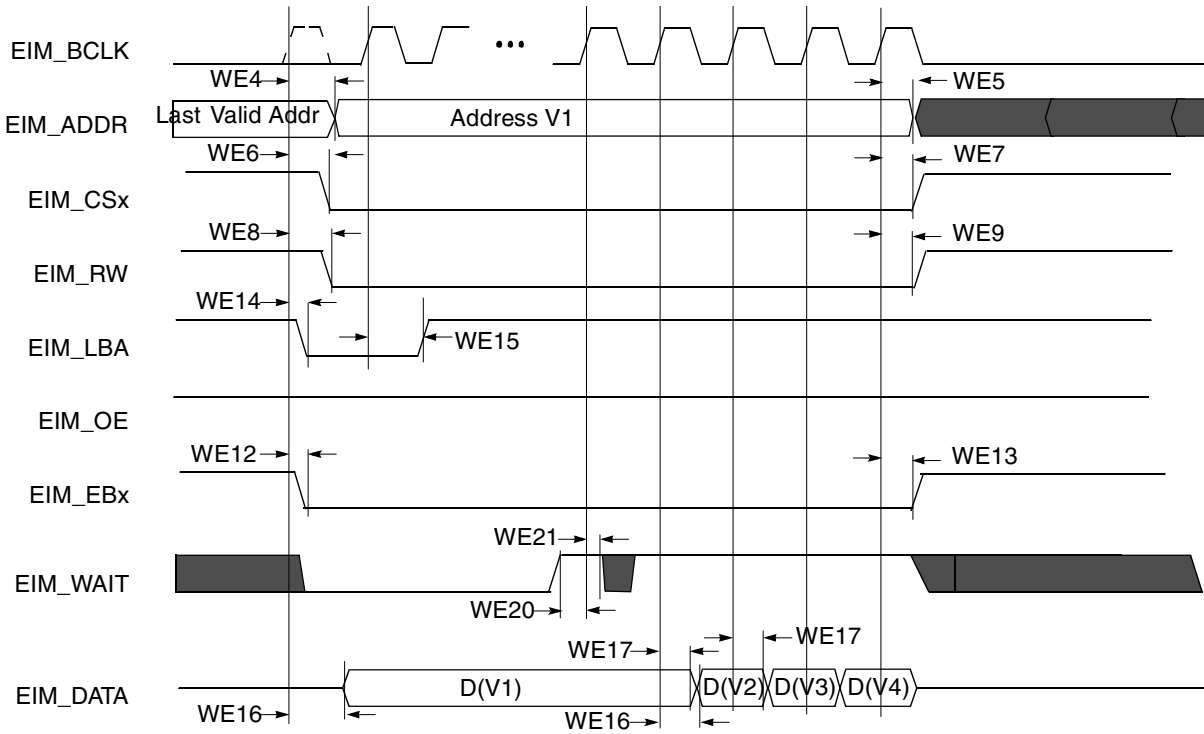 EIM_BCLK
...
WE4
WE5
EIM_ADDR
Last Valid Addr
Address V1
WE6
WE7
EIM_CSx
WE8
WE9
EIM_RW
WE14
WE15
EIM_LBA
EIM_OE
WE12
WE13
EIM_EBx
WE21
EIM_WAIT
WE20
WE17
WE17
EIM_DATA
D(V1)
D(V2)
D(V3)
D(V4)
WE16
WE16